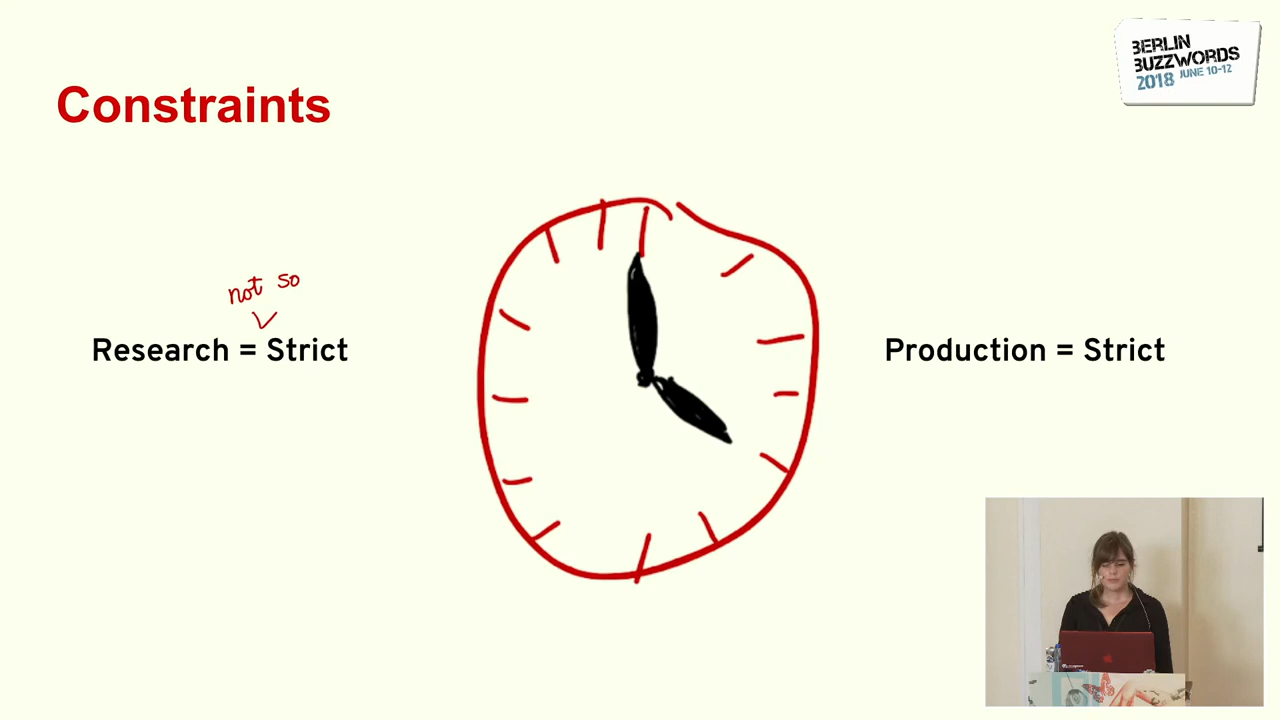 Constraints
BERLIN
BUZZWORDS
2018 JUNE 10-12
not so
Research = Strict
Production = Strict